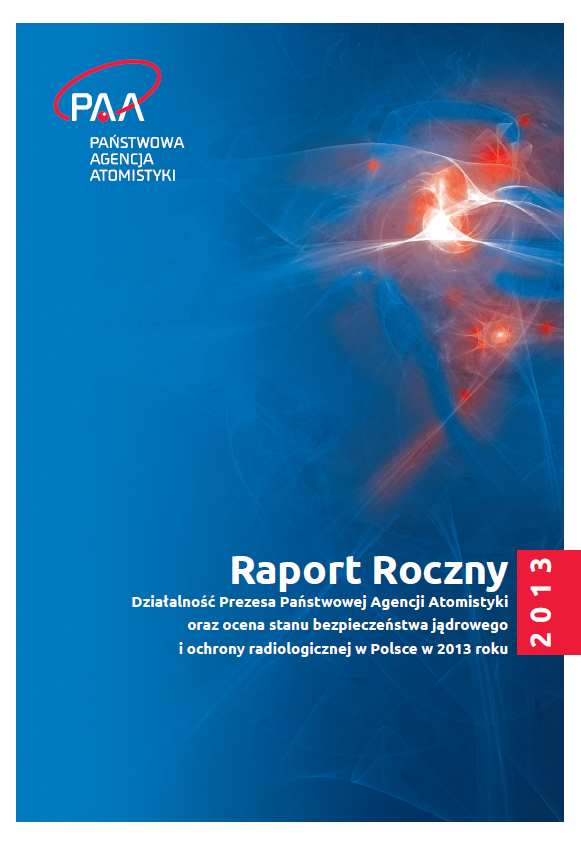 PAA
PAŃSTWOWA
AGENCJA
ATOMISTYKI
Raport Roczny
Działalność Prezesa Państwowej Agencji Atomistyki
oraz ocena stanu bezpieczeństwa jądrowego
i ochrony radiologicznej w Polsce w 2013 roku
2013